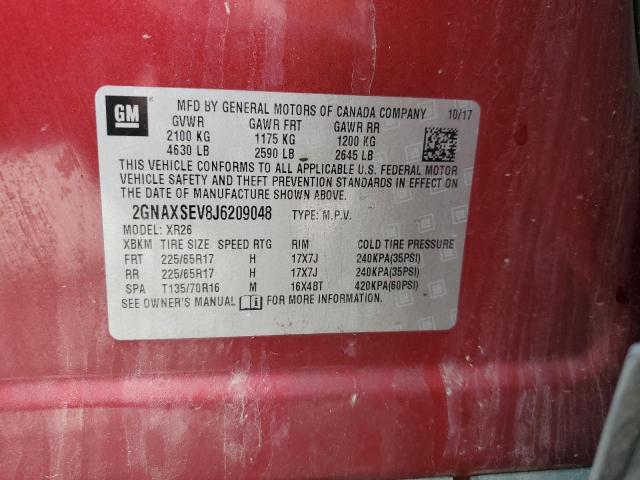 GM
MFD BY GENERAL MOTORS OF CANADA COMPANY 10/17
GVWR GAWR FRT GAWR RR
2100 KG 1175 KG 1200 KG
4630 LB 2590 LB 2645 LB
THIS VEHICLE CONFORMS TO ALL APPLICABLE U.S. FEDERAL MOTOR
VEHICLE SAFETY AND THEFT PREVENTION STANDARDS IN EFFECT ON
THE DATE OF MANUFACTURE SHOWN ABOVE.
2GNAXSEV8J6209048 TYPE: M.P.V.
MODEL: XR26
XBKM TIRE SIZE SPEED RTG RIM COLD TIRE PRESSURE
FRT 225/65R17 H 17X7J 240KPA(35PSI)
RR 225/65R17 H 17X7J 240KPA(35PSI)
SPA T135/70R16 M 16X4BT 420KPA(60PSI)
SEE OWNER'S MANUAL FOR MORE INFORMATION.